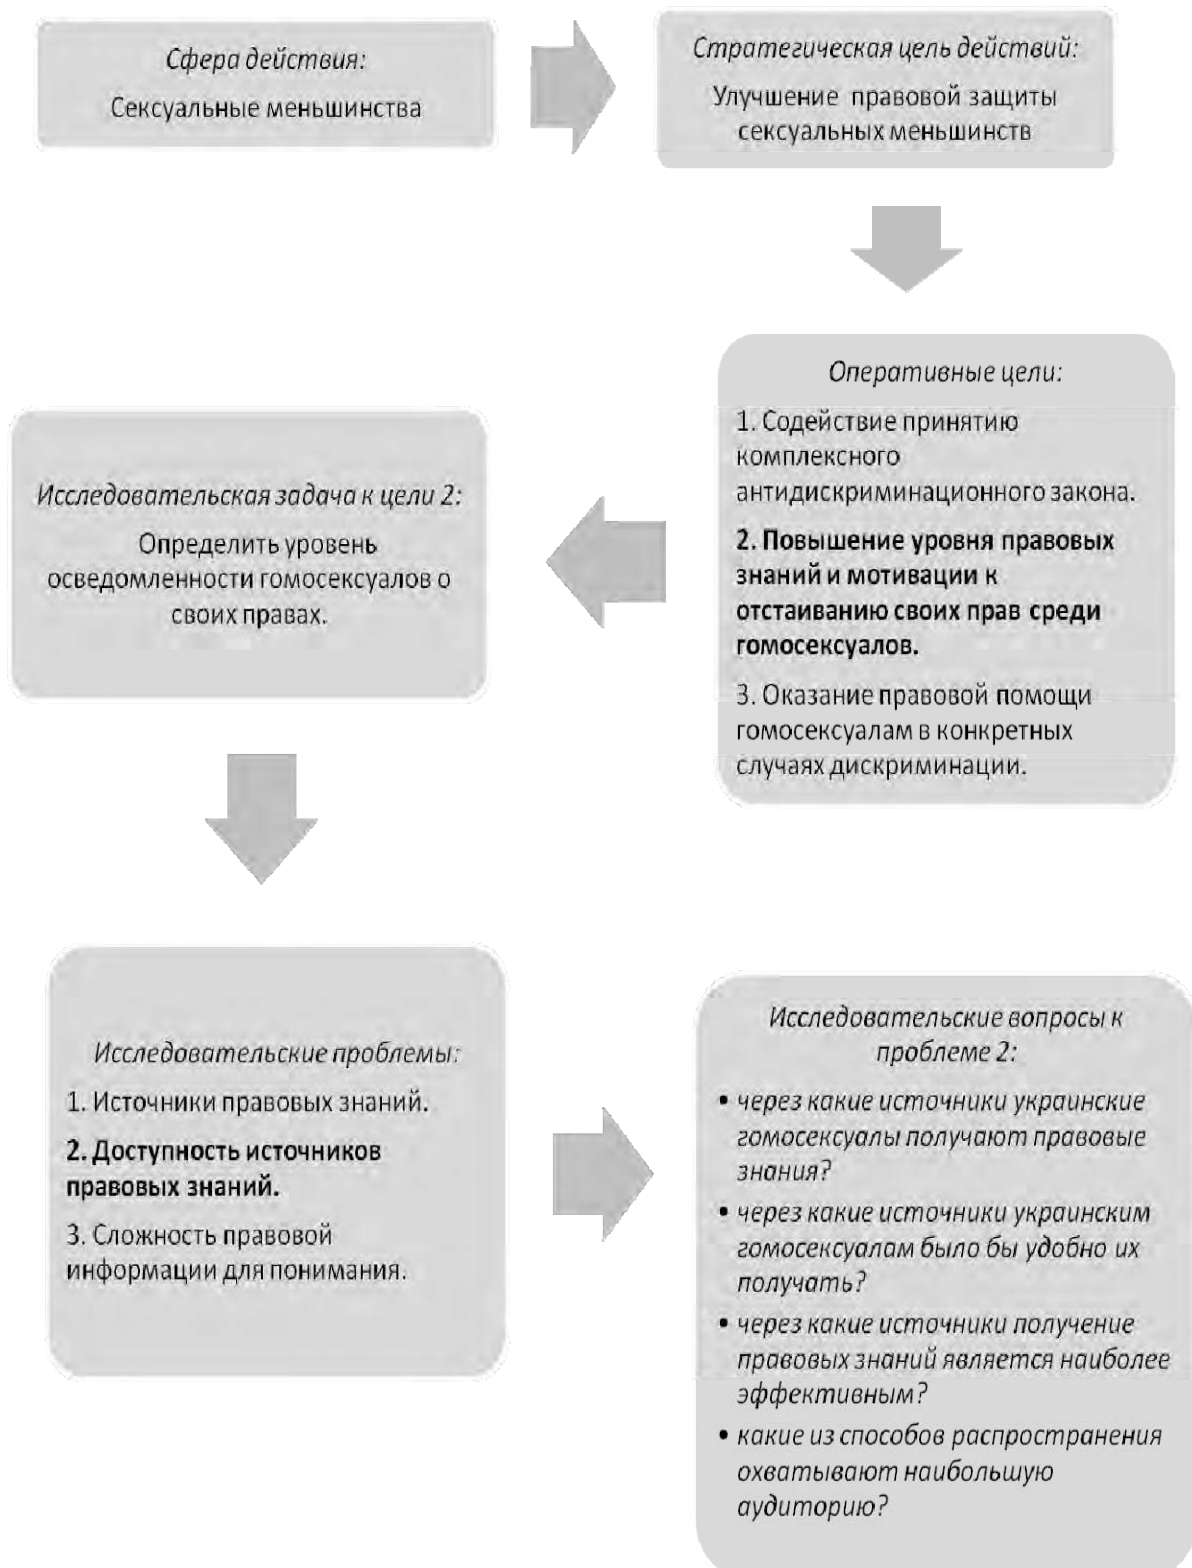 Сфера действия:
Сексуальные меньшинства
Стратегическая цель действий:
Улучшение правовой защиты
сексуальных меньшинств
Оперативные цели:
1. Содействие принятию
комплексного
антидискриминационного закона.
2. Повышение уровня правовых
знаний и мотивации к
отстаиванию своих прав среди
гомосексуалов.
3. Оказание правовой помощи
гомосексуалам в конкретных
случаях дискриминации.
Исследовательская задача к цели 2:
Определить уровень
осведомленности гомосексуалов о
своих правах.
Исследовательские проблемы:
1. Источники правовых знаний.
2. Доступность источников
правовых знаний.
3. Сложность правовой
информации для понимания.
Исследовательские вопросы к
проблеме 2:
• через какие источники украинские
гомосексуалы получают правовые
знания?
• через какие источники украинским
гомосексуалам было бы удобно их
получать?
• через какие источники получение
правовых знаний является наиболее
эффективным?
• какие из способов распространения
охватывают наибольшую
аудиторию?